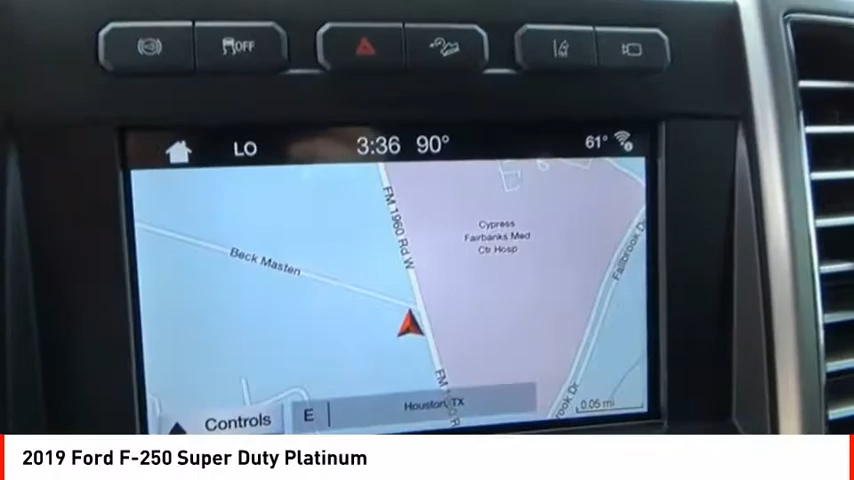 OFF
LO
3:36 90°
61°
FM 1960 Rd W
Cypress
Fairbanks Med
Ctr Hosp
Fallbrook Dr
Beck Masten
Controls
E
Houston, TX
0.05 mi
2019 Ford F-250 Super Duty Platinum